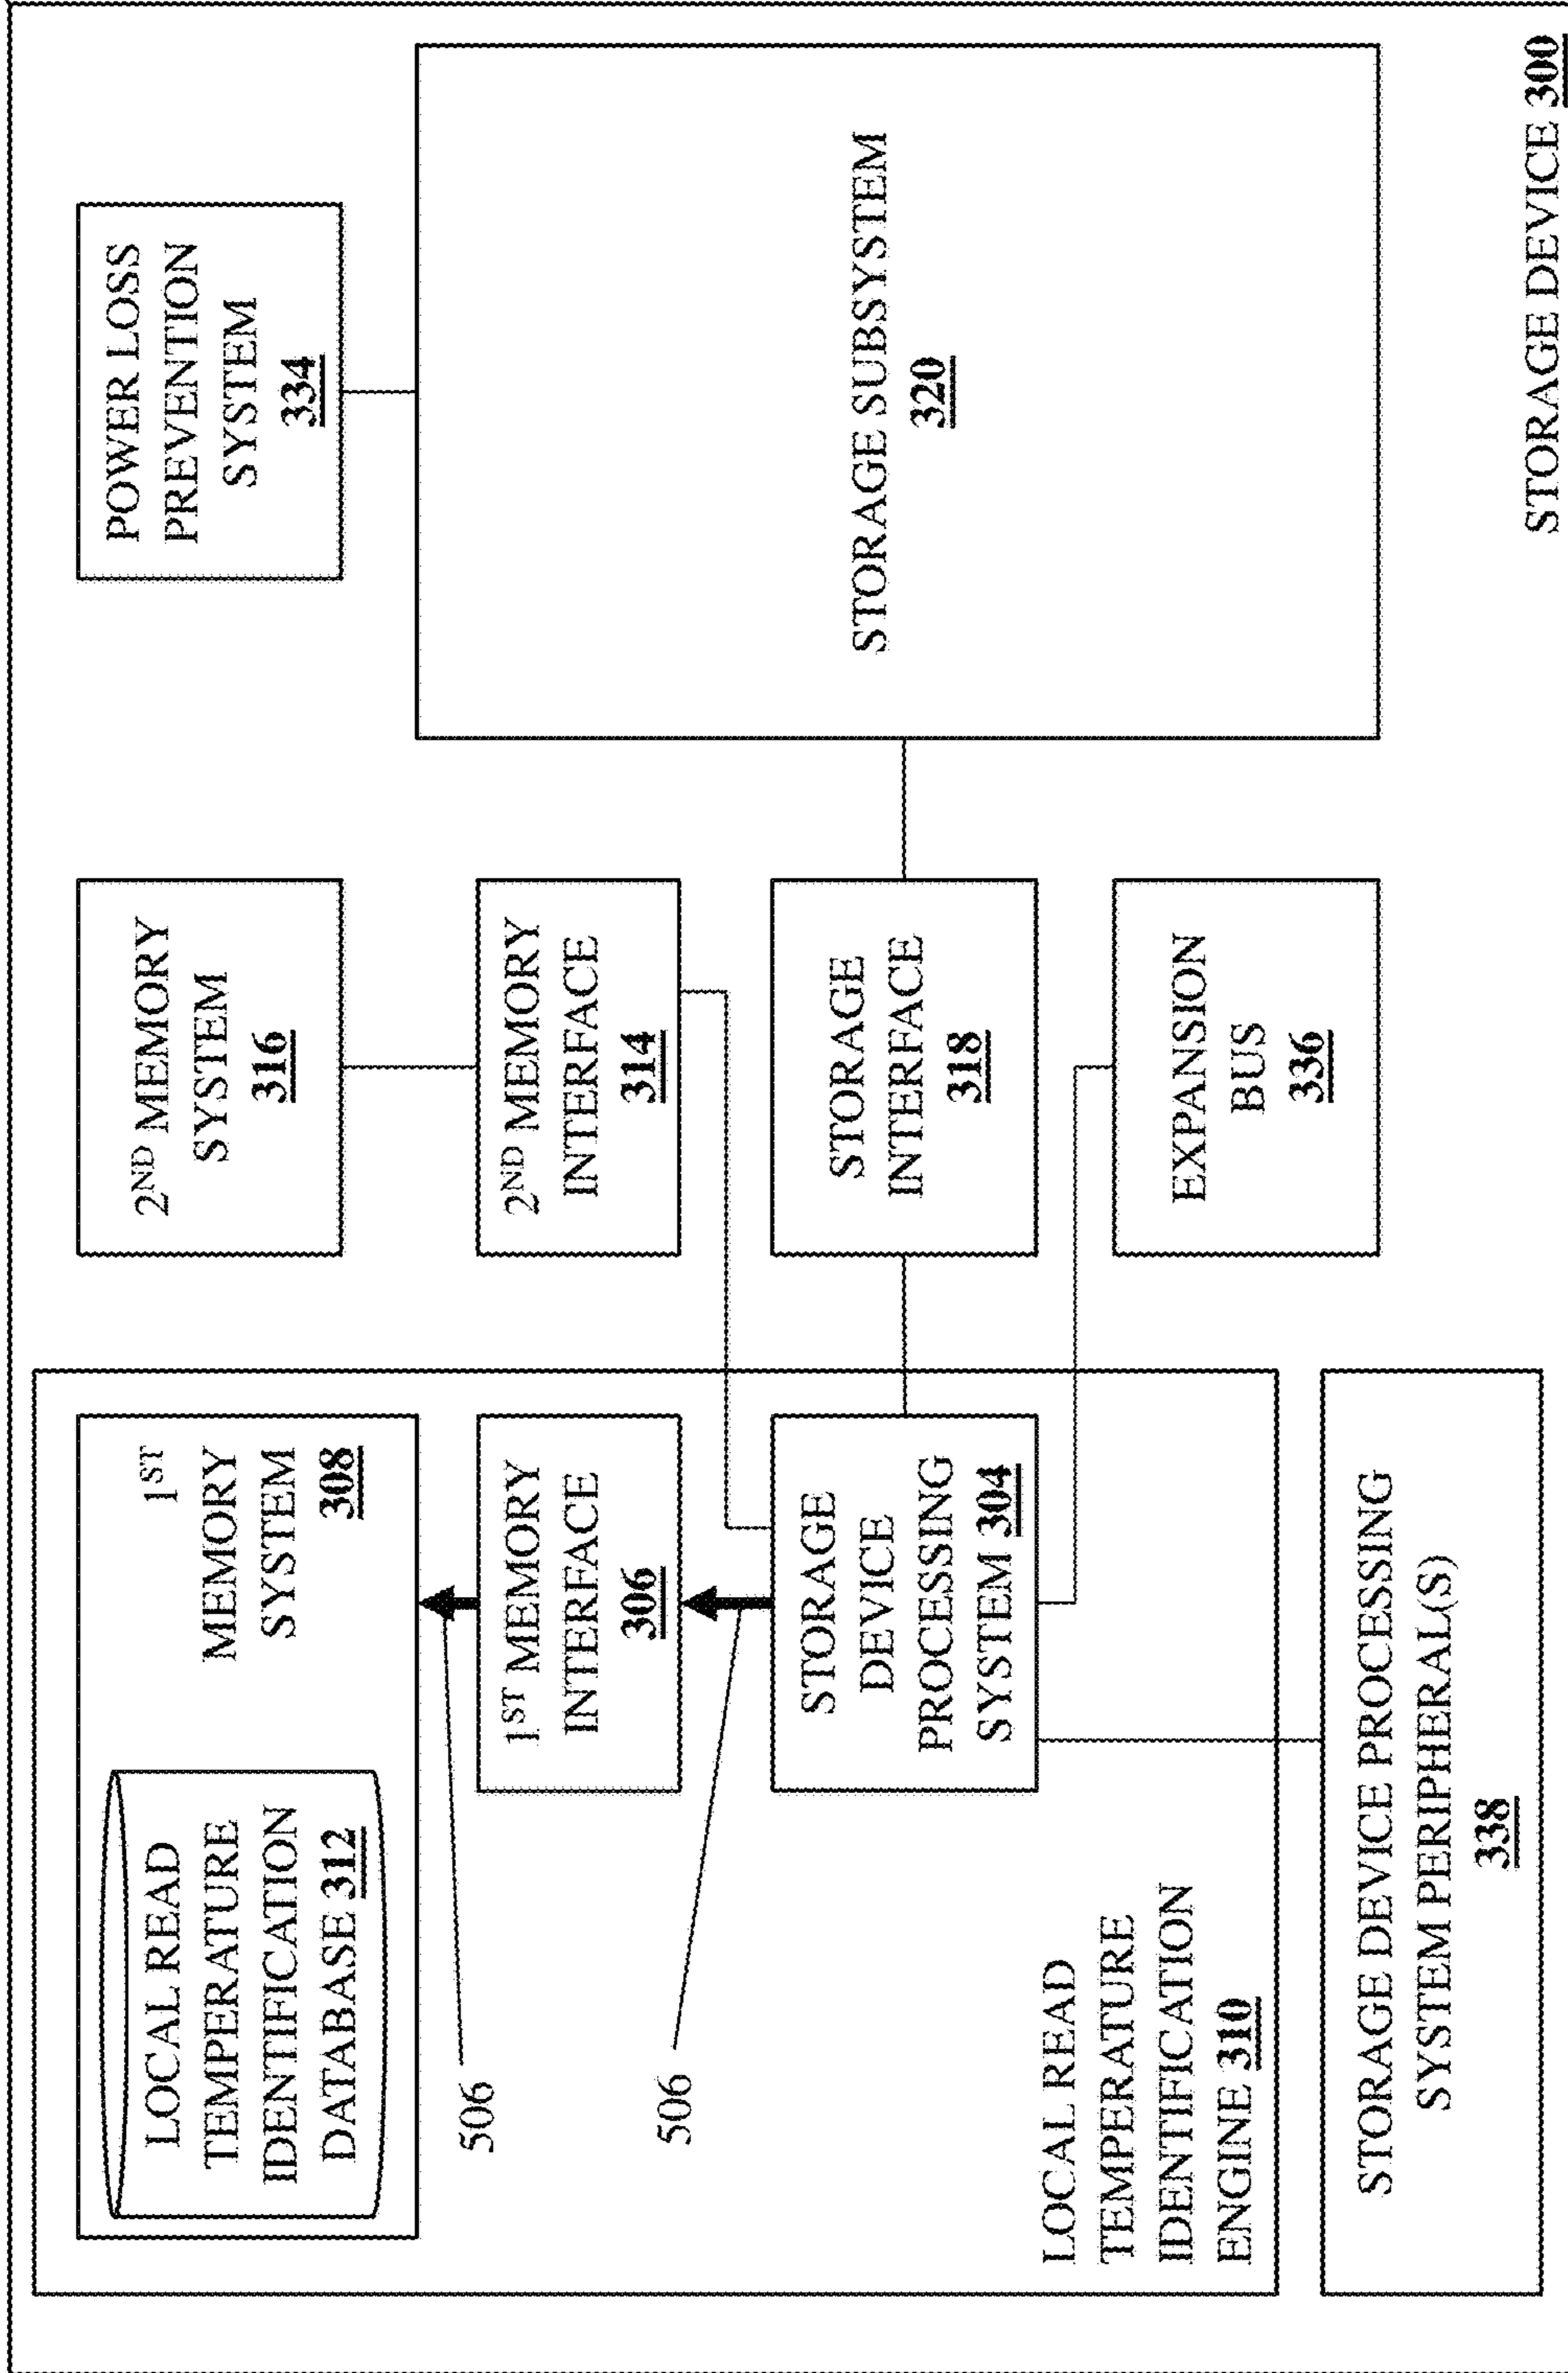 LOCAL READ
TEMPERATURE
IDENTIFICATION
DATABASE 312
1ST
MEMORY
SYSTEM
308
506
1ST MEMORY
INTERFACE
306
506
STORAGE
DEVICE
PROCESSING
SYSTEM 304
LOCAL READ
TEMPERATURE
IDENTIFICATION
ENGINE 310
STORAGE DEVICE PROCESSING
SYSTEM PERIPHERAL(S)
338
2ND MEMORY
SYSTEM
316
2ND MEMORY
INTERFACE
314
STORAGE
INTERFACE
318
EXPANSION
BUS
336
POWER LOSS
PREVENTION
SYSTEM
334
STORAGE SUBSYSTEM
320
STORAGE DEVICE 300